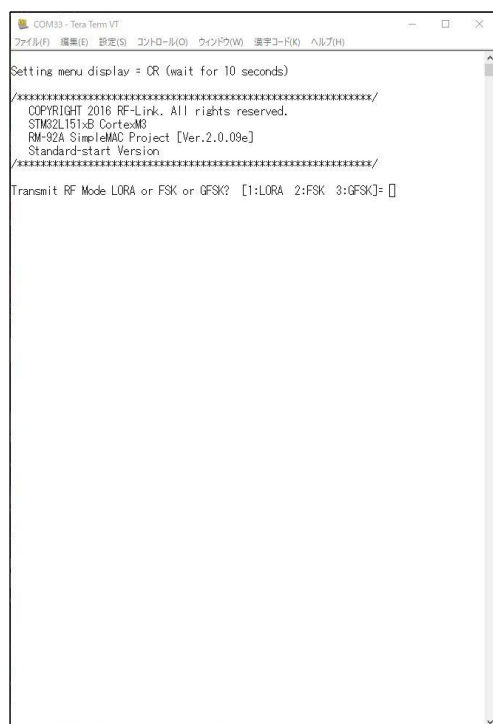 COM33 - Tera Term VT
ファイル(F) 編集(E) 設定(S) コントロール(O) ウィンドウ(W) 漢字コード(K) ヘルプ(H)
Setting menu display = CR (wait for 10 seconds)
/************************************************************/
COPYRIGHT 2016 RF-Link. All rights reserved.
STM32L151xB CortexM3
RM-92A SimpleMAC Project [Ver.2.0.09e]
Standard-start Version
/************************************************************/
Transmit RF Mode LORA or FSK or GFSK? [1:LORA 2:FSK 3:GFSK]=